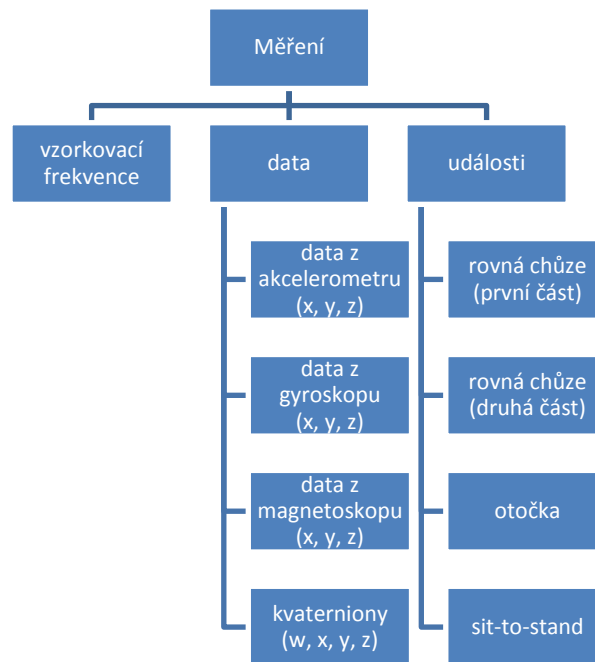 Měření
vzorkovací
frekvence
data
události
data z
akcelerometru
(x, y, z)
data z
gyroskopu
(x, y, z)
data z
magnetoskopu
(x, y, z)
kvaterniony
(w, x, y, z)
rovná chůze
(první část)
rovná chůze
(druhá část)
otočka
sit-to-stand